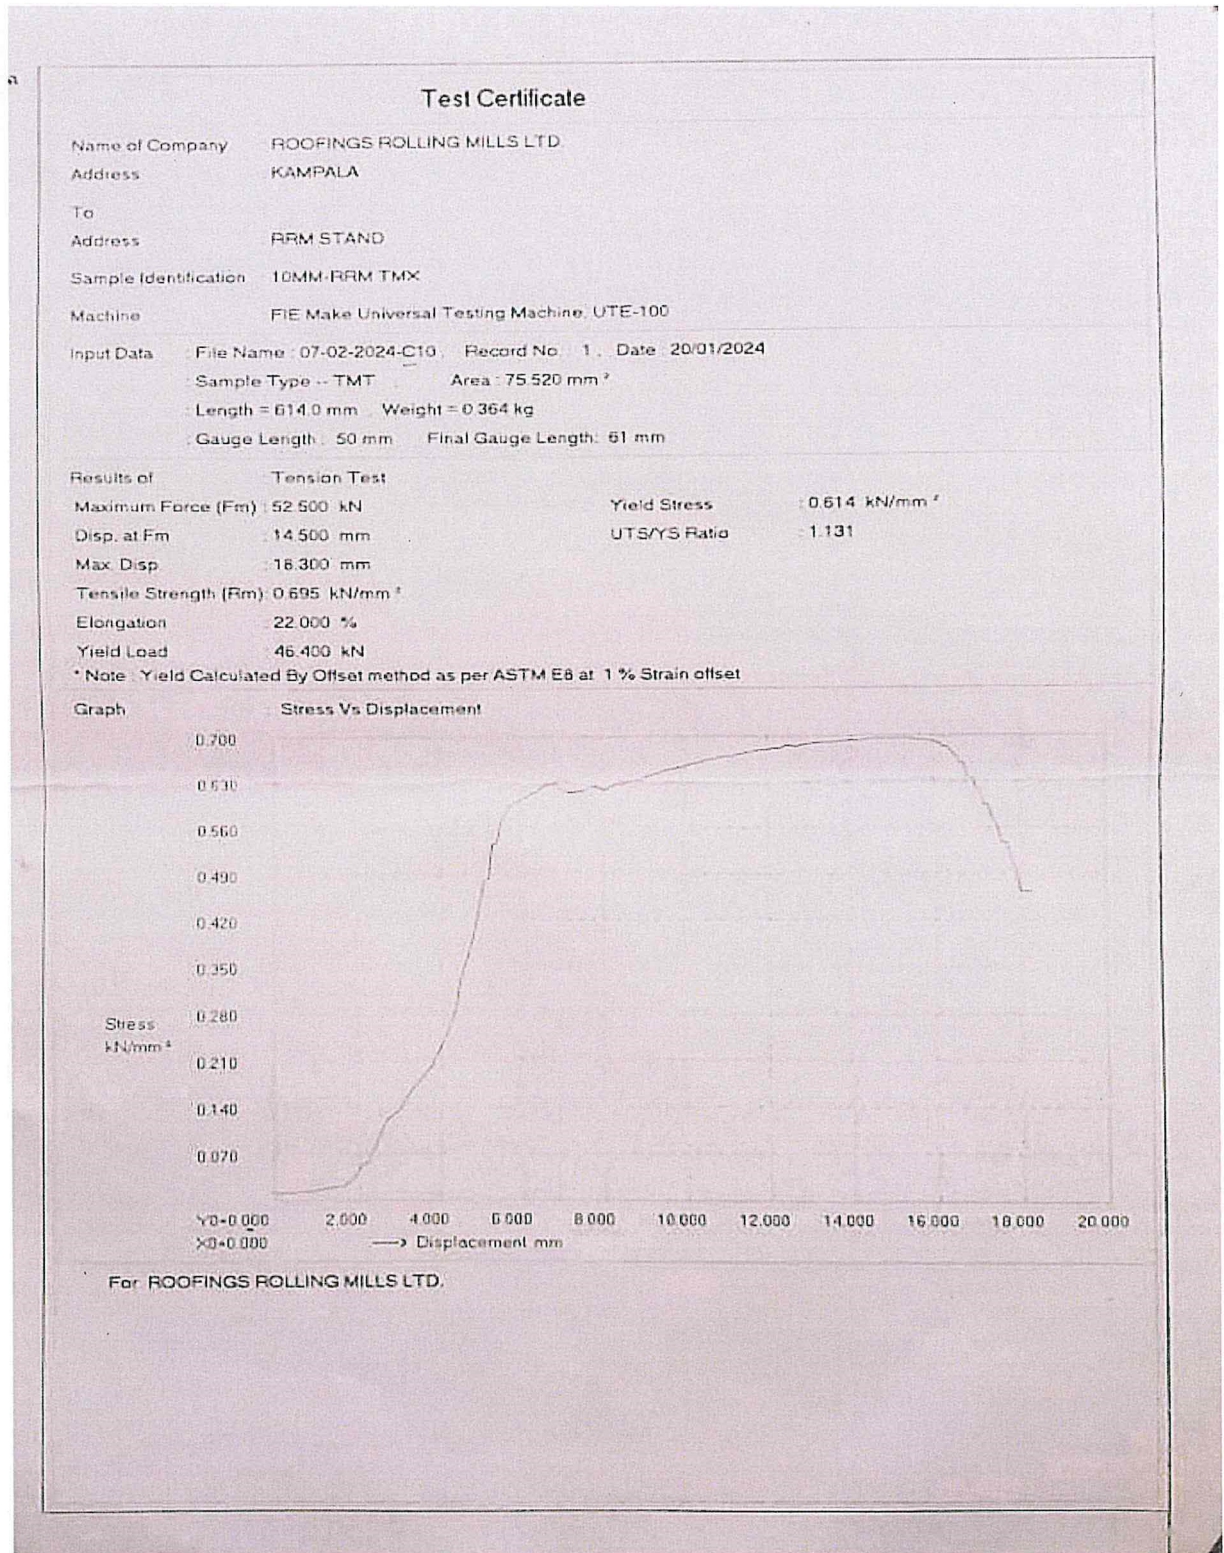 Test Certificate
Name of Company ROOFINGS ROLLING MILLS LTD.
Address KAMPALA
To
Address RRM STAND
Sample Identification 10MM-RRM TMX
Machine FIE Make Universal Testing Machine, UTE-100
Input Data File Name : 07-02-2024-C10, Record No. 1, Date 20/01/2024
: Sample Type -- TMT Area : 75.520 mm ²
: Length = 614.0 mm Weight = 0.364 kg
: Gauge Length : 50 mm Final Gauge Length: 61 mm
Results of : Tension Test
Maximum Force (Fm) : 52.500 kN Yield Stress : 0.614 kN/mm ²
Disp. at Fm : 14.500 mm UTS/YS Ratio : 1.131
Max. Disp. : 18.300 mm
Tensile Strength (Rm): 0.695 kN/mm ²
Elongation : 22.000 %
Yield Load : 46.400 kN
* Note : Yield Calculated By Offset method as per ASTM E8 at 1 % Strain offset
Graph : Stress Vs Displacement
0.700
0.630
0.560
0.490
0.420
0.350
0.280
Stress
kN/mm ²
0.210
0.140
0.070
Y0=0.000 2.000 4.000 6.000 8.000 10.000 12.000 14.000 16.000 18.000 20.000
X0=0.000 ---> Displacement mm
For ROOFINGS ROLLING MILLS LTD.